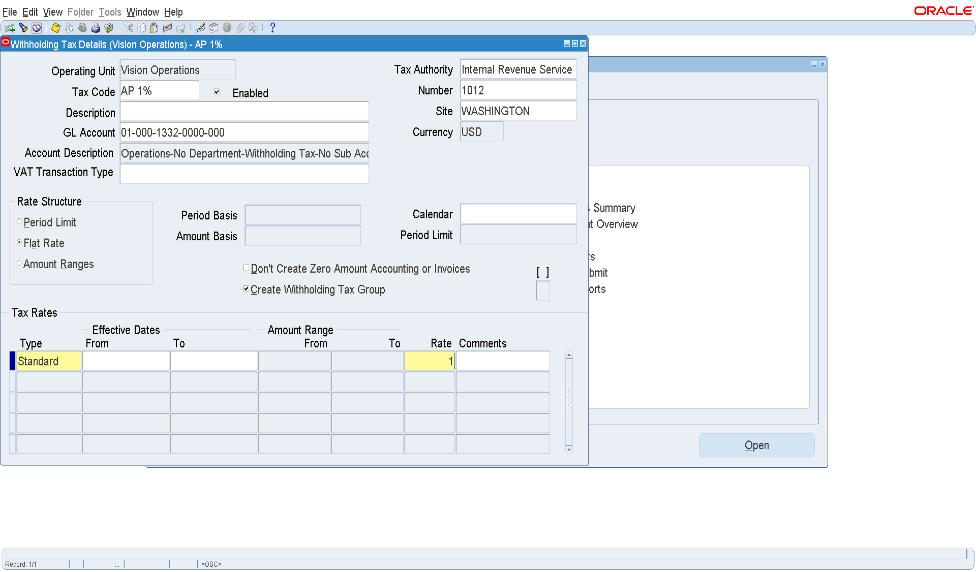 File Edit View Folder Tools Window Help
ORACLE
Withholding Tax Details (Vision Operations) - AP 1%
Operating Unit Vision Operations
Tax Authority Internal Revenue Service
Tax Code AP 1% Enabled
Number 1012
Description
Site WASHINGTON
GL Account 01-000-1332-0000-000
Currency USD
Account Description Operations-No Department-Withholding Tax-No Sub Acc
VAT Transaction Type
Rate Structure
Period Limit
Flat Rate
Amount Ranges
Period Basis
Amount Basis
Calendar
Period Limit
Don't Create Zero Amount Accounting or Invoices
[ ]
Create Withholding Tax Group
Summary
t Overview
rs
bmit
orts
Tax Rates
Effective Dates Amount Range
Type From To From To Rate Comments
Standard 1
Open
Record: 1/1 ... <OSC>